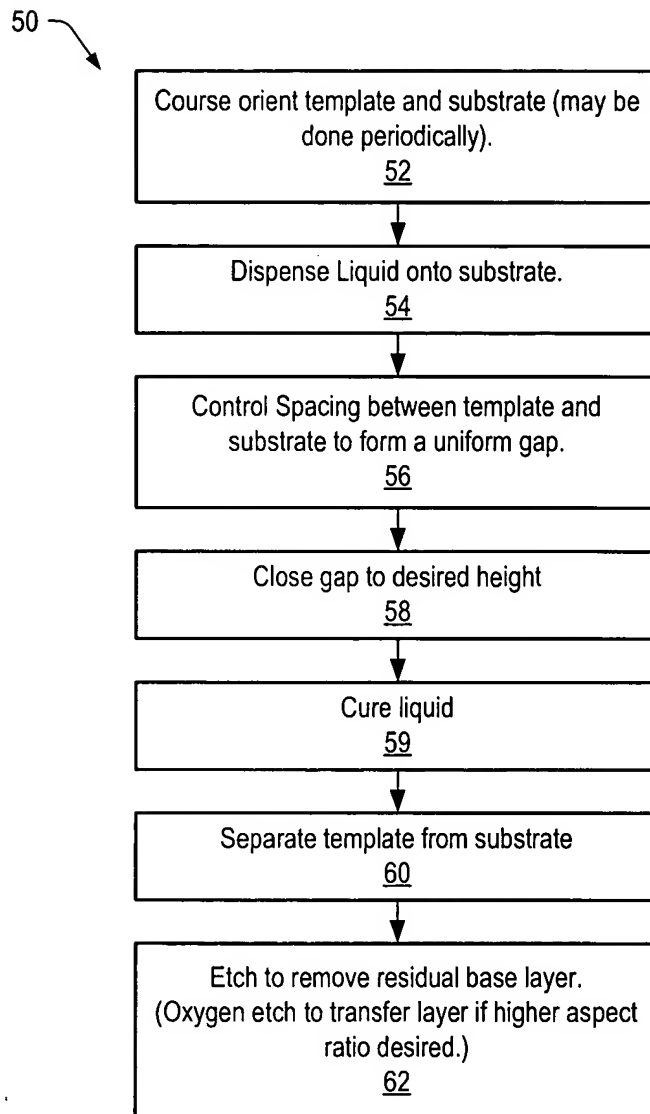 50
Course orient template and substrate (may be
done periodically).
52
Dispense Liquid onto substrate.
54
Control Spacing between template and
substrate to form a uniform gap.
56
Close gap to desired height
58
Cure liquid
59
Separate template from substrate
60
Etch to remove residual base layer.
(Oxygen etch to transfer layer if higher aspect
ratio desired.)
62